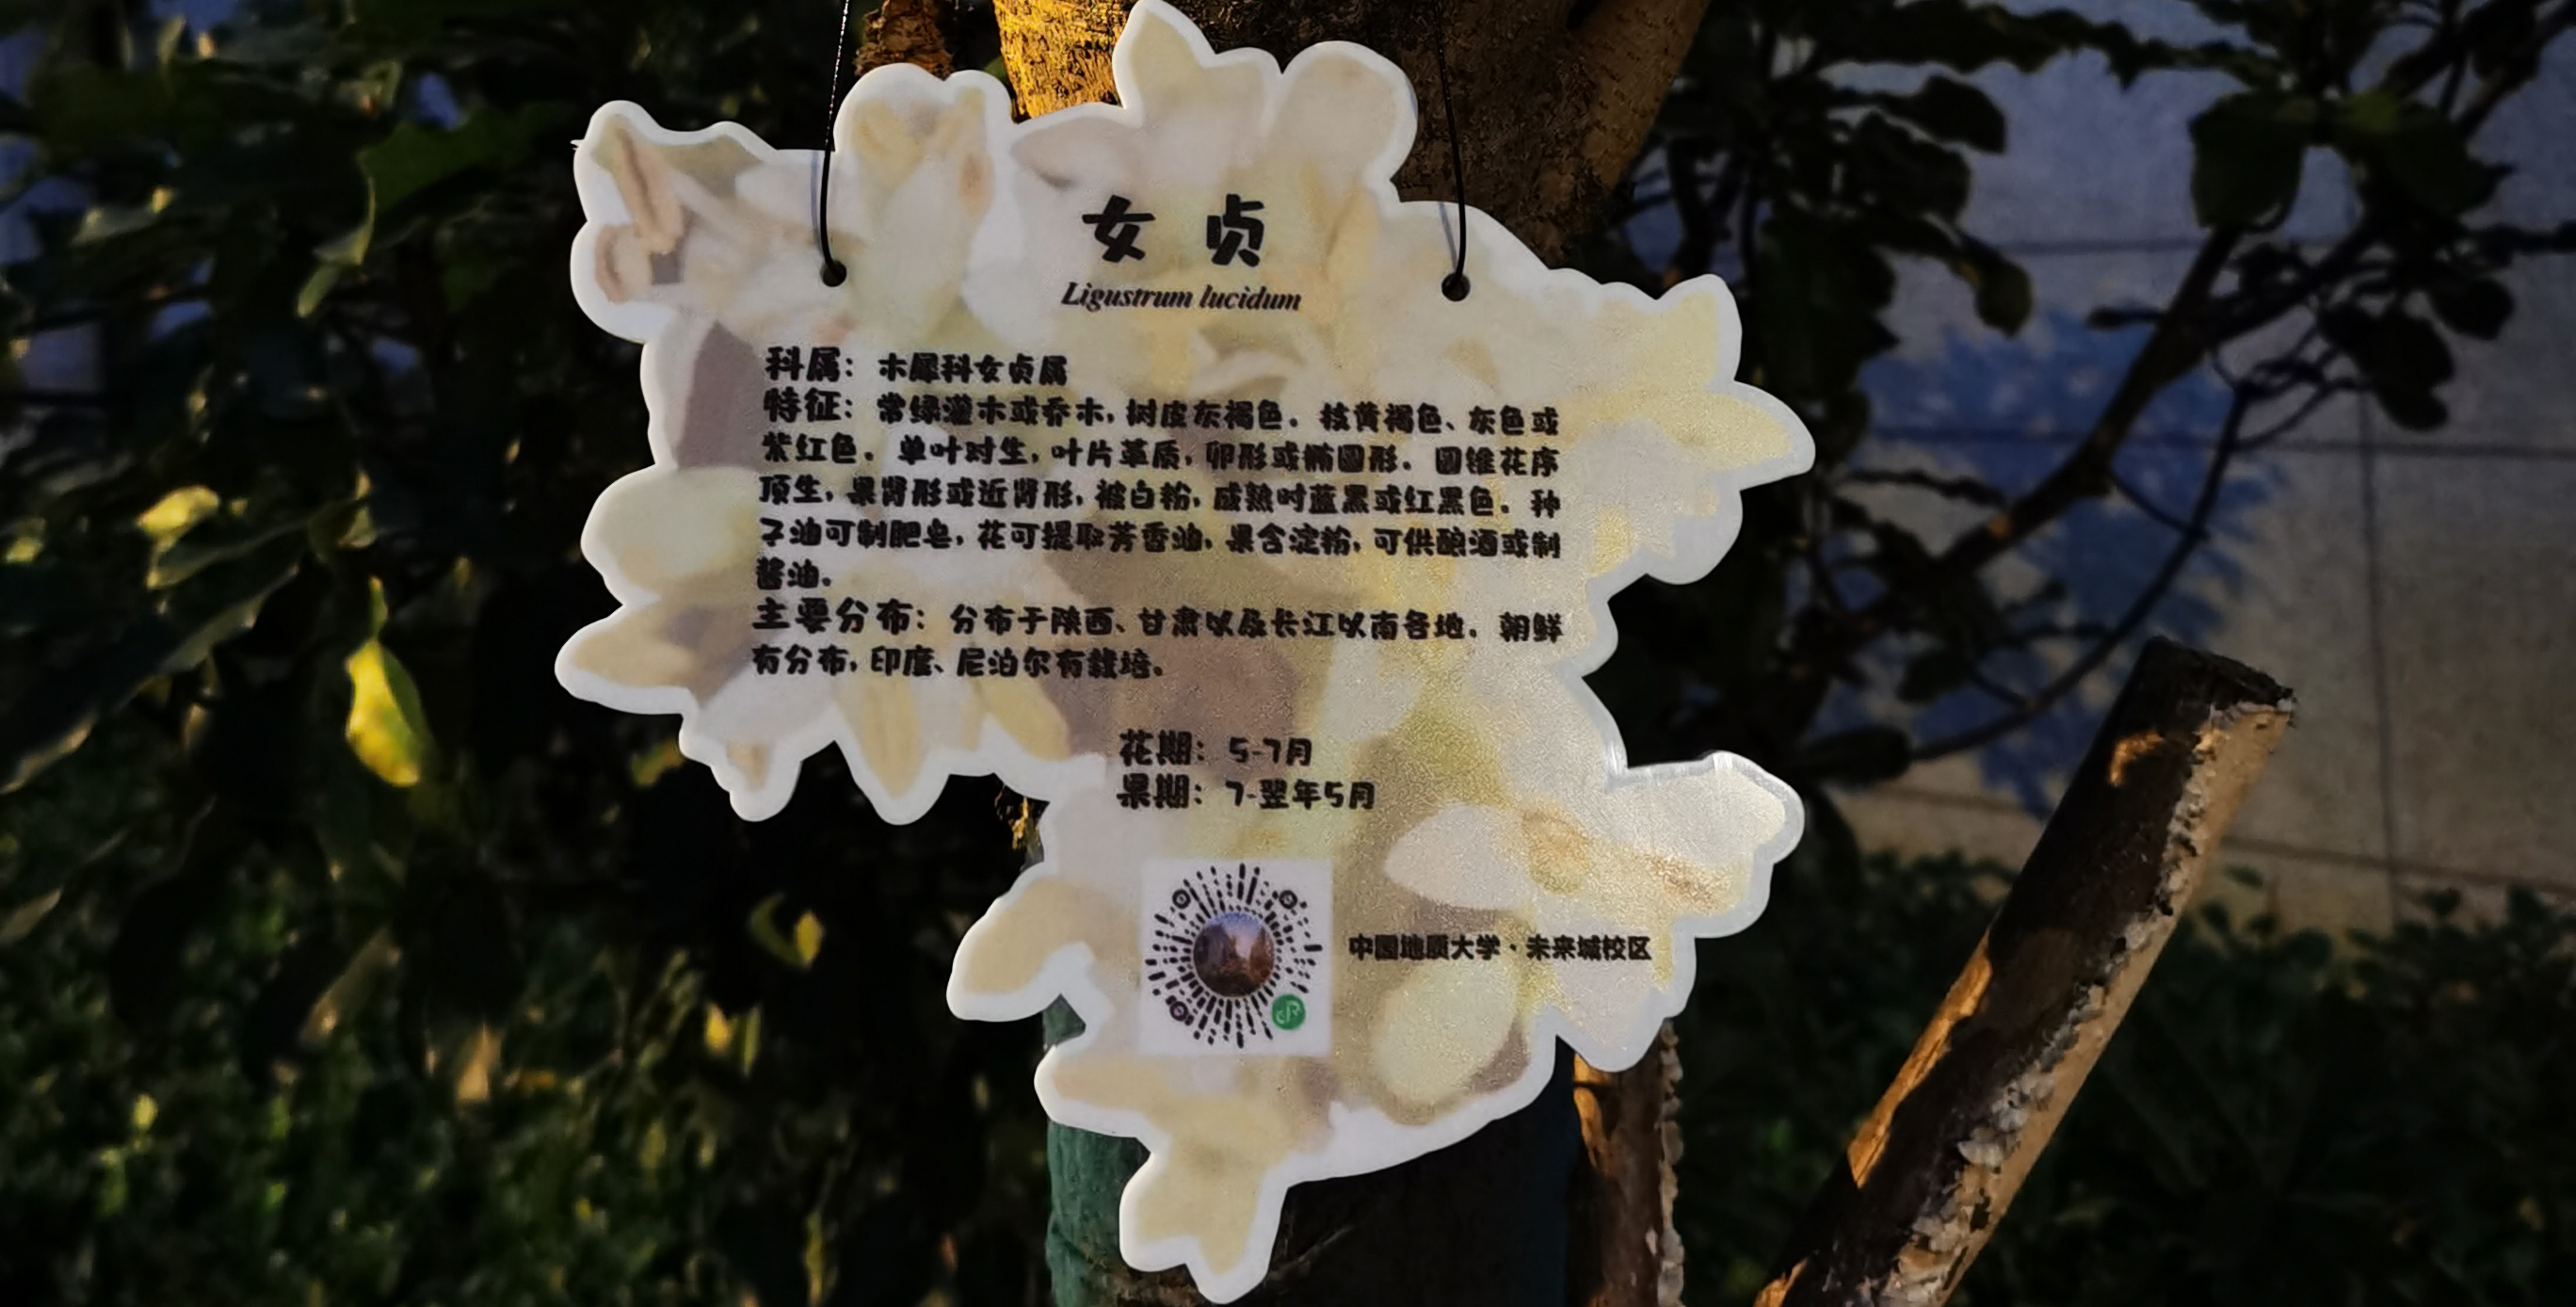 女贞
Ligustrum lucidum
科属：木犀科女贞属
特征：常绿灌木或乔木，树皮灰褐色。枝黄褐色、灰色或
紫红色。单叶对生，叶片革质，卵形或椭圆形。圆锥花序
顶生，果肾形或近肾形，被白粉，成熟时蓝黑或红黑色。种
子油可制肥皂，花可提取芳香油，果含淀粉，可供酿酒或制
酱油。
主要分布：分布于陕西、甘肃以及长江以南各地。朝鲜
有分布，印度、尼泊尔有栽培。
花期：5-7月
果期：7-翌年5月
中国地质大学·未来城校区